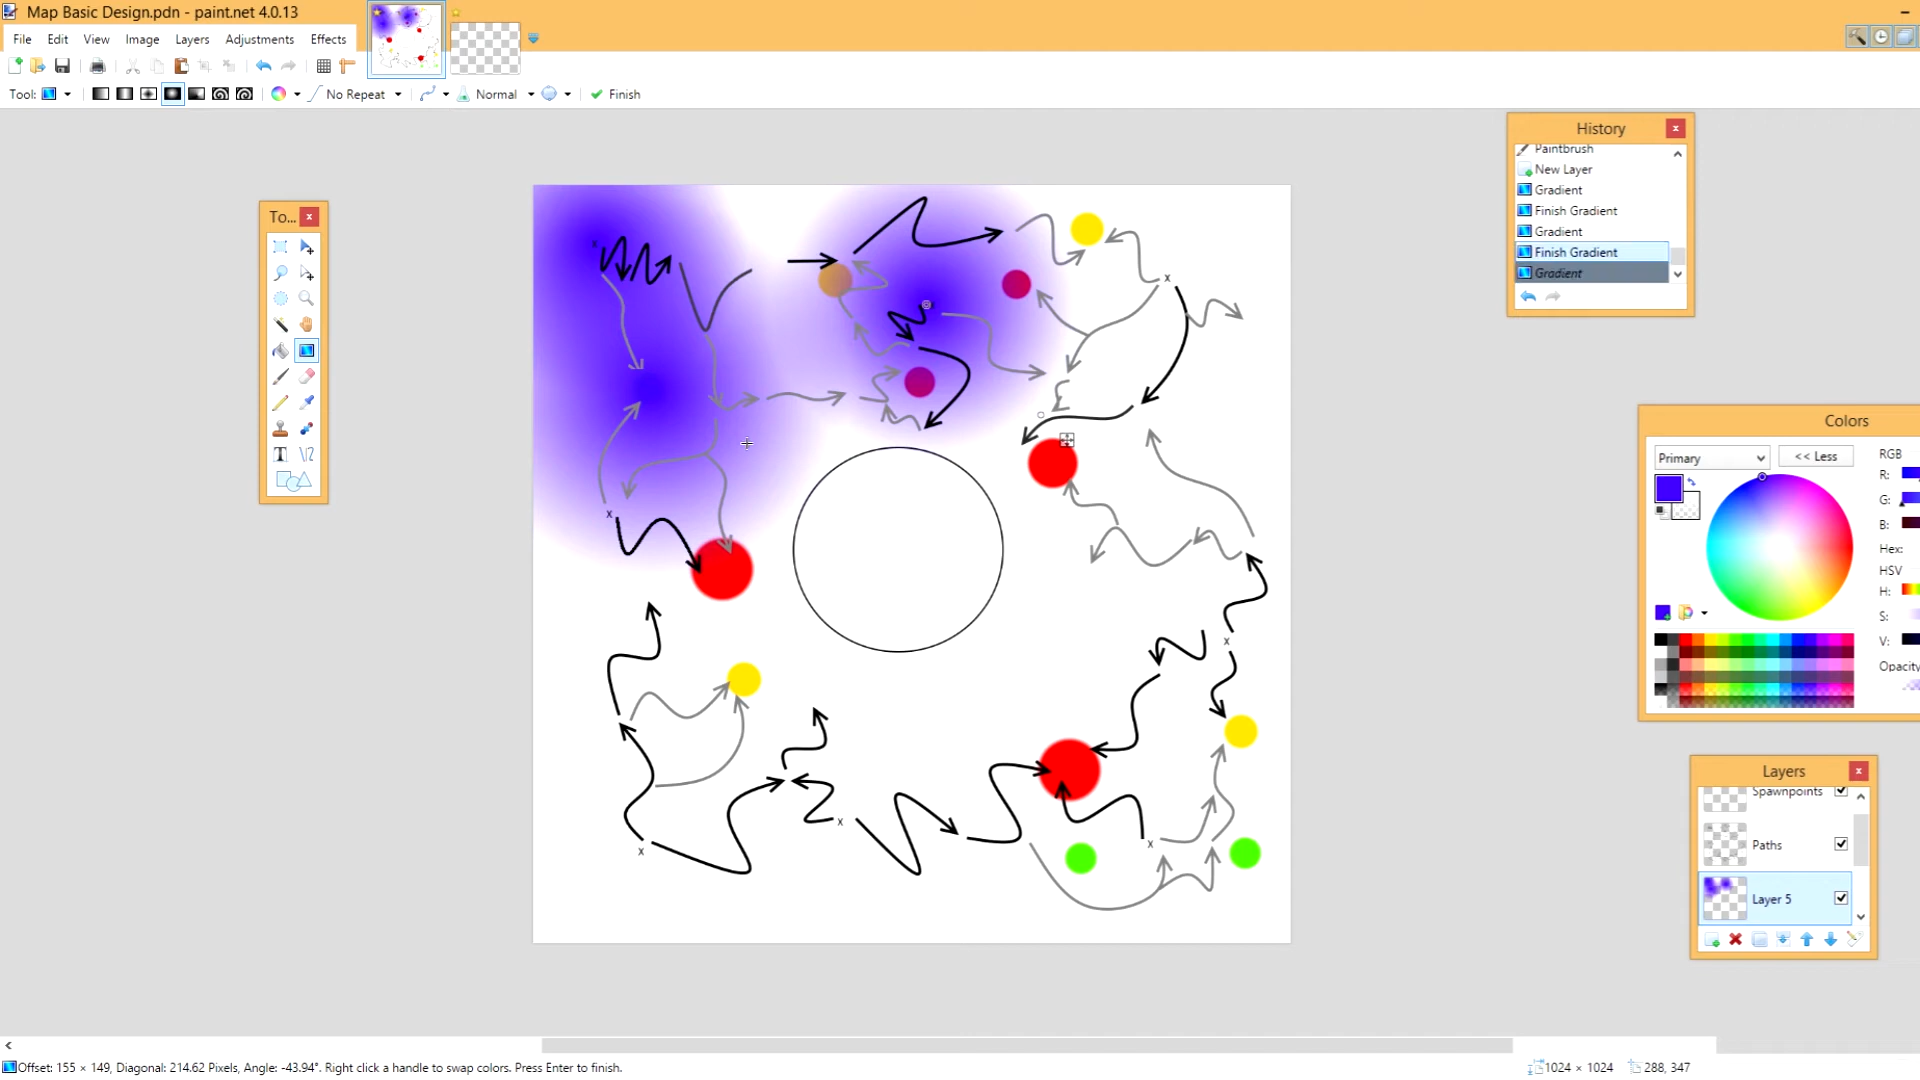 Map Basic Design.pdn - paint.net 4.0.13
File Edit View Image Layers Adjustments Effects
Tool: No Repeat Normal Finish
History
Paintbrush
New Layer
Gradient
Finish Gradient
Gradient
Finish Gradient
Gradient
To...
T
x
x
x
x
x
x
x
Colors
Primary
<< Less
RGB
R:
G:
B:
Hex:
HSV
H:
S:
V:
Opacity
Layers
Spawnpoints
Paths
Layer 5
Offset: 155 × 149, Diagonal: 214.62 Pixels, Angle: -43.94°. Right click a handle to swap colors. Press Enter to finish.
1024 × 1024
288, 347